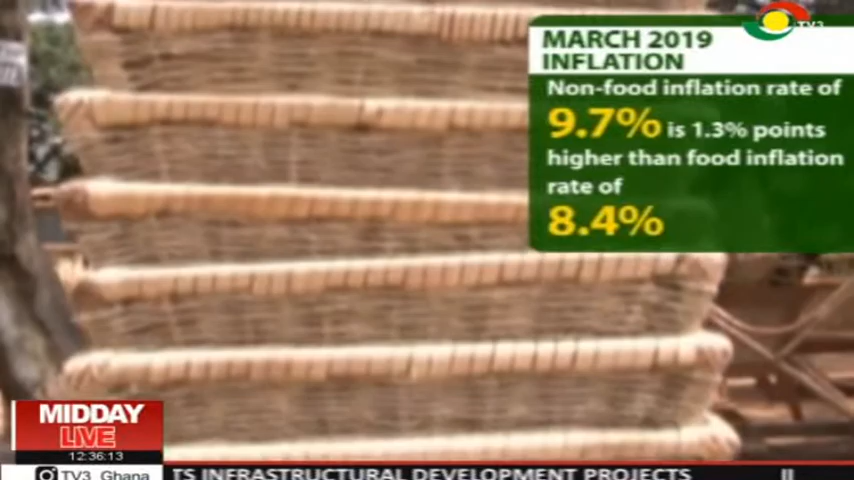 TV3
MARCH 2019
INFLATION
Non-food inflation rate of
9.7% is 1.3% points
higher than food inflation
rate of
8.4%
MIDDAY
LIVE
12:36:13
TV3_Ghana
TS INFRASTRUCTURAL DEVELOPMENT PROJECTS